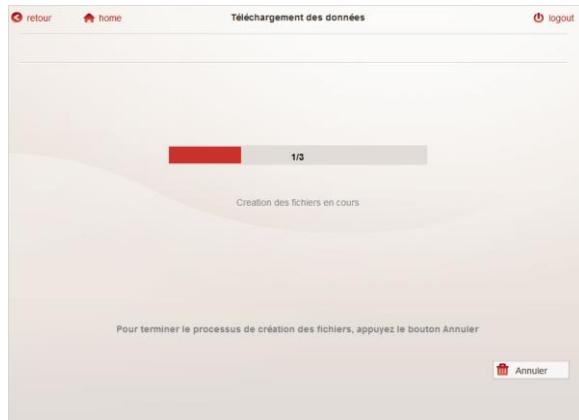 retour home Téléchargement des données logout
1/3
Creation des fichiers en cours
Pour terminer le processus de création des fichiers, appuyez le bouton Annuler
Annuler